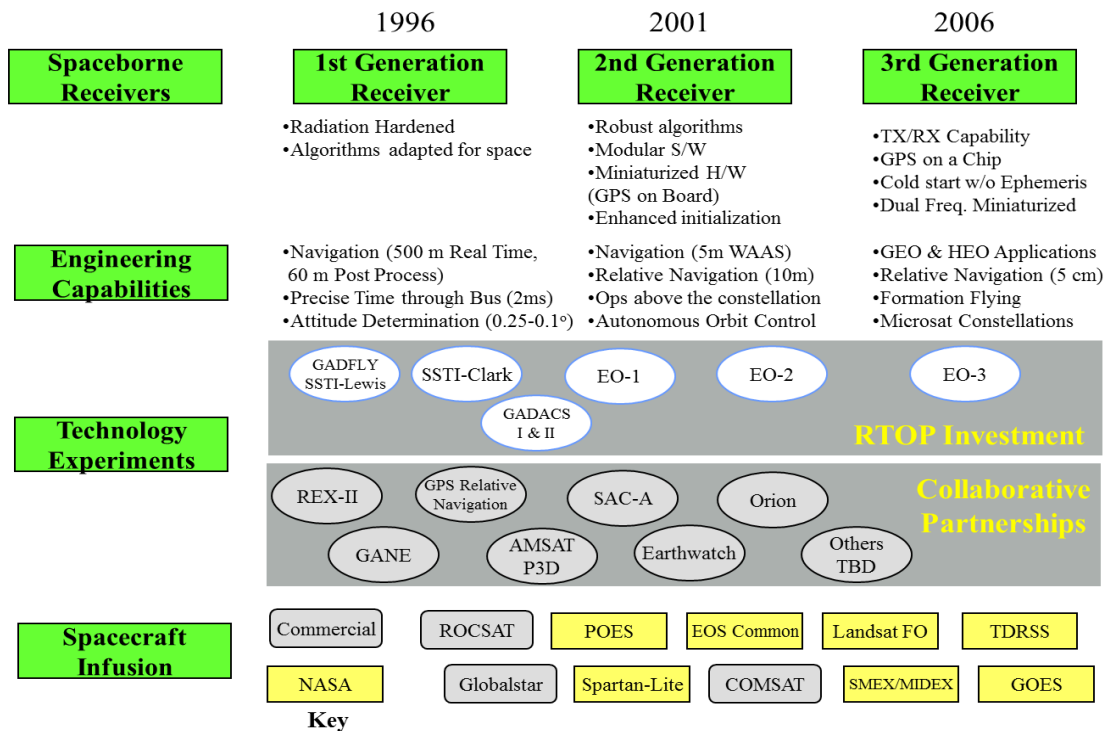 1996
2001
2006
Spaceborne
Receivers
1st Generation
Receiver
2nd Generation
Receiver
3rd Generation
Receiver
•Radiation Hardened
•Algorithms adapted for space
•Robust algorithms
•Modular S/W
•Miniaturized H/W
(GPS on Board)
•Enhanced initialization
•TX/RX Capability
•GPS on a Chip
•Cold start w/o Ephemeris
•Dual Freq. Miniaturized
Engineering
Capabilities
•Navigation (500 m Real Time,
60 m Post Process)
•Precise Time through Bus (2ms)
•Attitude Determination (0.25-0.1°)
•Navigation (5m WAAS)
•Relative Navigation (10m)
•Ops above the constellation
•Autonomous Orbit Control
•GEO & HEO Applications
•Relative Navigation (5 cm)
•Formation Flying
•Microsat Constellations
Technology
Experiments
GADFLY
SSTI-Lewis
SSTI-Clark
GADACS
I & II
EO-1
EO-2
EO-3
RTOP Investment
REX-II
GPS Relative
Navigation
SAC-A
Orion
Collaborative
Partnerships
GANE
AMSAT
P3D
Earthwatch
Others
TBD
Spacecraft
Infusion
Commercial
ROCSAT
POES
EOS Common
Landsat FO
TDRSS
NASA
Globalstar
Spartan-Lite
COMSAT
SMEX/MIDEX
GOES
Key